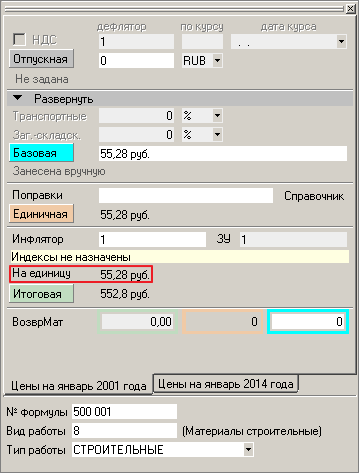 дефлятор по курсу дата курса
НДС 1 . .
Отпускная 0 RUB
Не задана
Развернуть
Транспортные 0 %
Заг.-складск. 0 %
Базовая 55,28 руб.
Занесена вручную
Поправки Справочник
Единичная 55,28 руб.
Инфлятор 1 ЗУ 1
Индексы не назначены
На единицу 55,28 руб.
Итоговая 552,8 руб.
ВозврМат 0,00 0 0
Цены на январь 2001 года Цены на январь 2014 года
№ Формулы 500 001
Вид работы 8 (Материалы строительные)
Тип работы СТРОИТЕЛЬНЫЕ